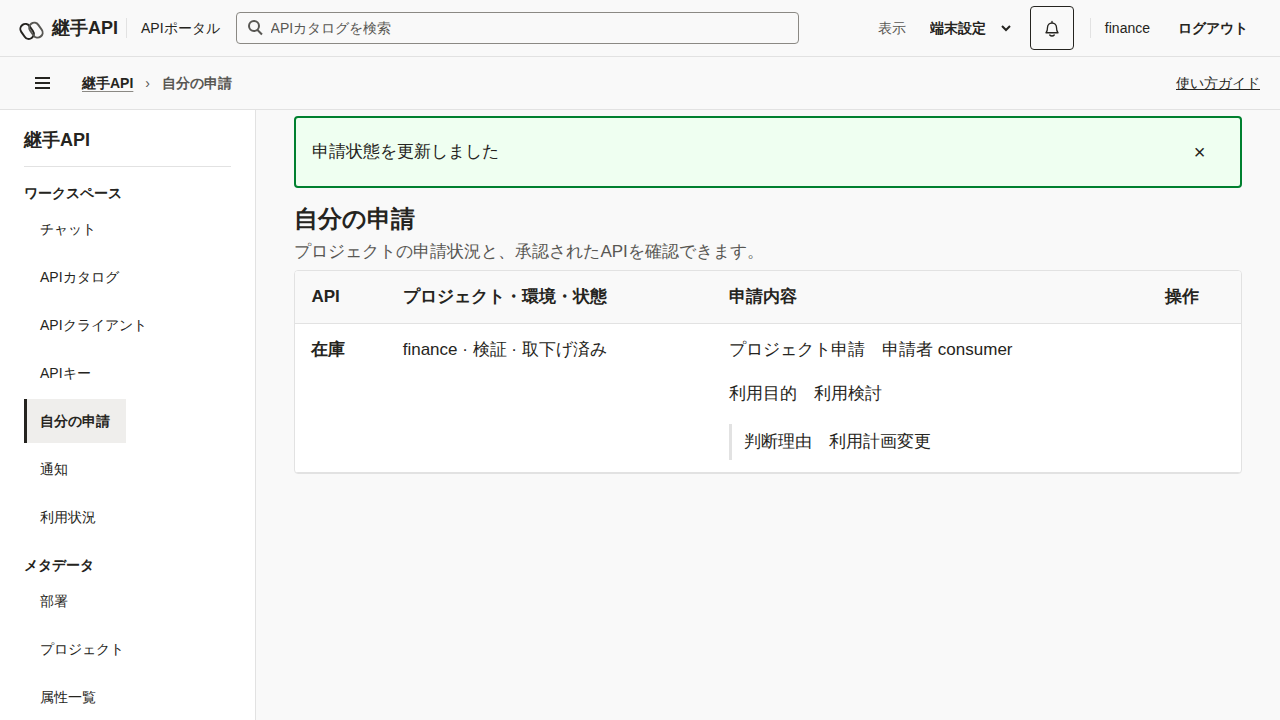 継手API
APIポータル
APIカタログを検索
表示
端末設定
finance
ログアウト
継手API › 自分の申請
使い方ガイド
継手API
ワークスペース
チャット
APIカタログ
APIクライアント
APIキー
自分の申請
通知
利用状況
メタデータ
部署
プロジェクト
属性一覧
申請状態を更新しました ×
自分の申請
プロジェクトの申請状況と、承認されたAPIを確認できます。
API プロジェクト・環境・状態 申請内容 操作
在庫 finance · 検証 · 取下げ済み プロジェクト申請 申請者 consumer
利用目的 利用検討
判断理由 利用計画変更